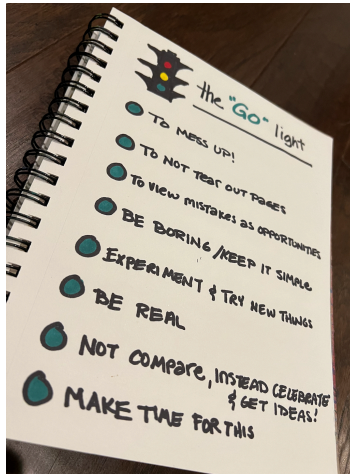 the "Go" light
TO MESS UP!
To NOT TEAR OUT PAGES
To view mistakes as opportunities
BE BORING/KEEP IT SIMPLE
EXPERIMENT & TRY NEW THINGS
BE REAL
NOT COMPARE, INSTEAD CELEBRATE
& GET IDEAS!
MAKE TIME FOR THIS